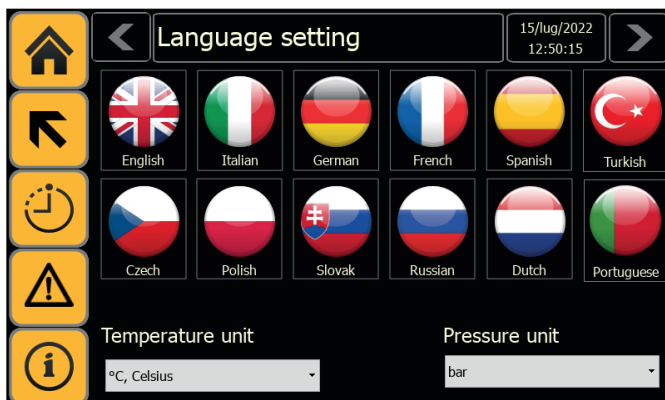 Language setting
15/lug/2022
12:50:15
English
Italian
German
French
Spanish
Turkish
Czech
Polish
Slovak
Russian
Dutch
Portuguese
Temperature unit
Pressure unit
°C, Celsius
bar